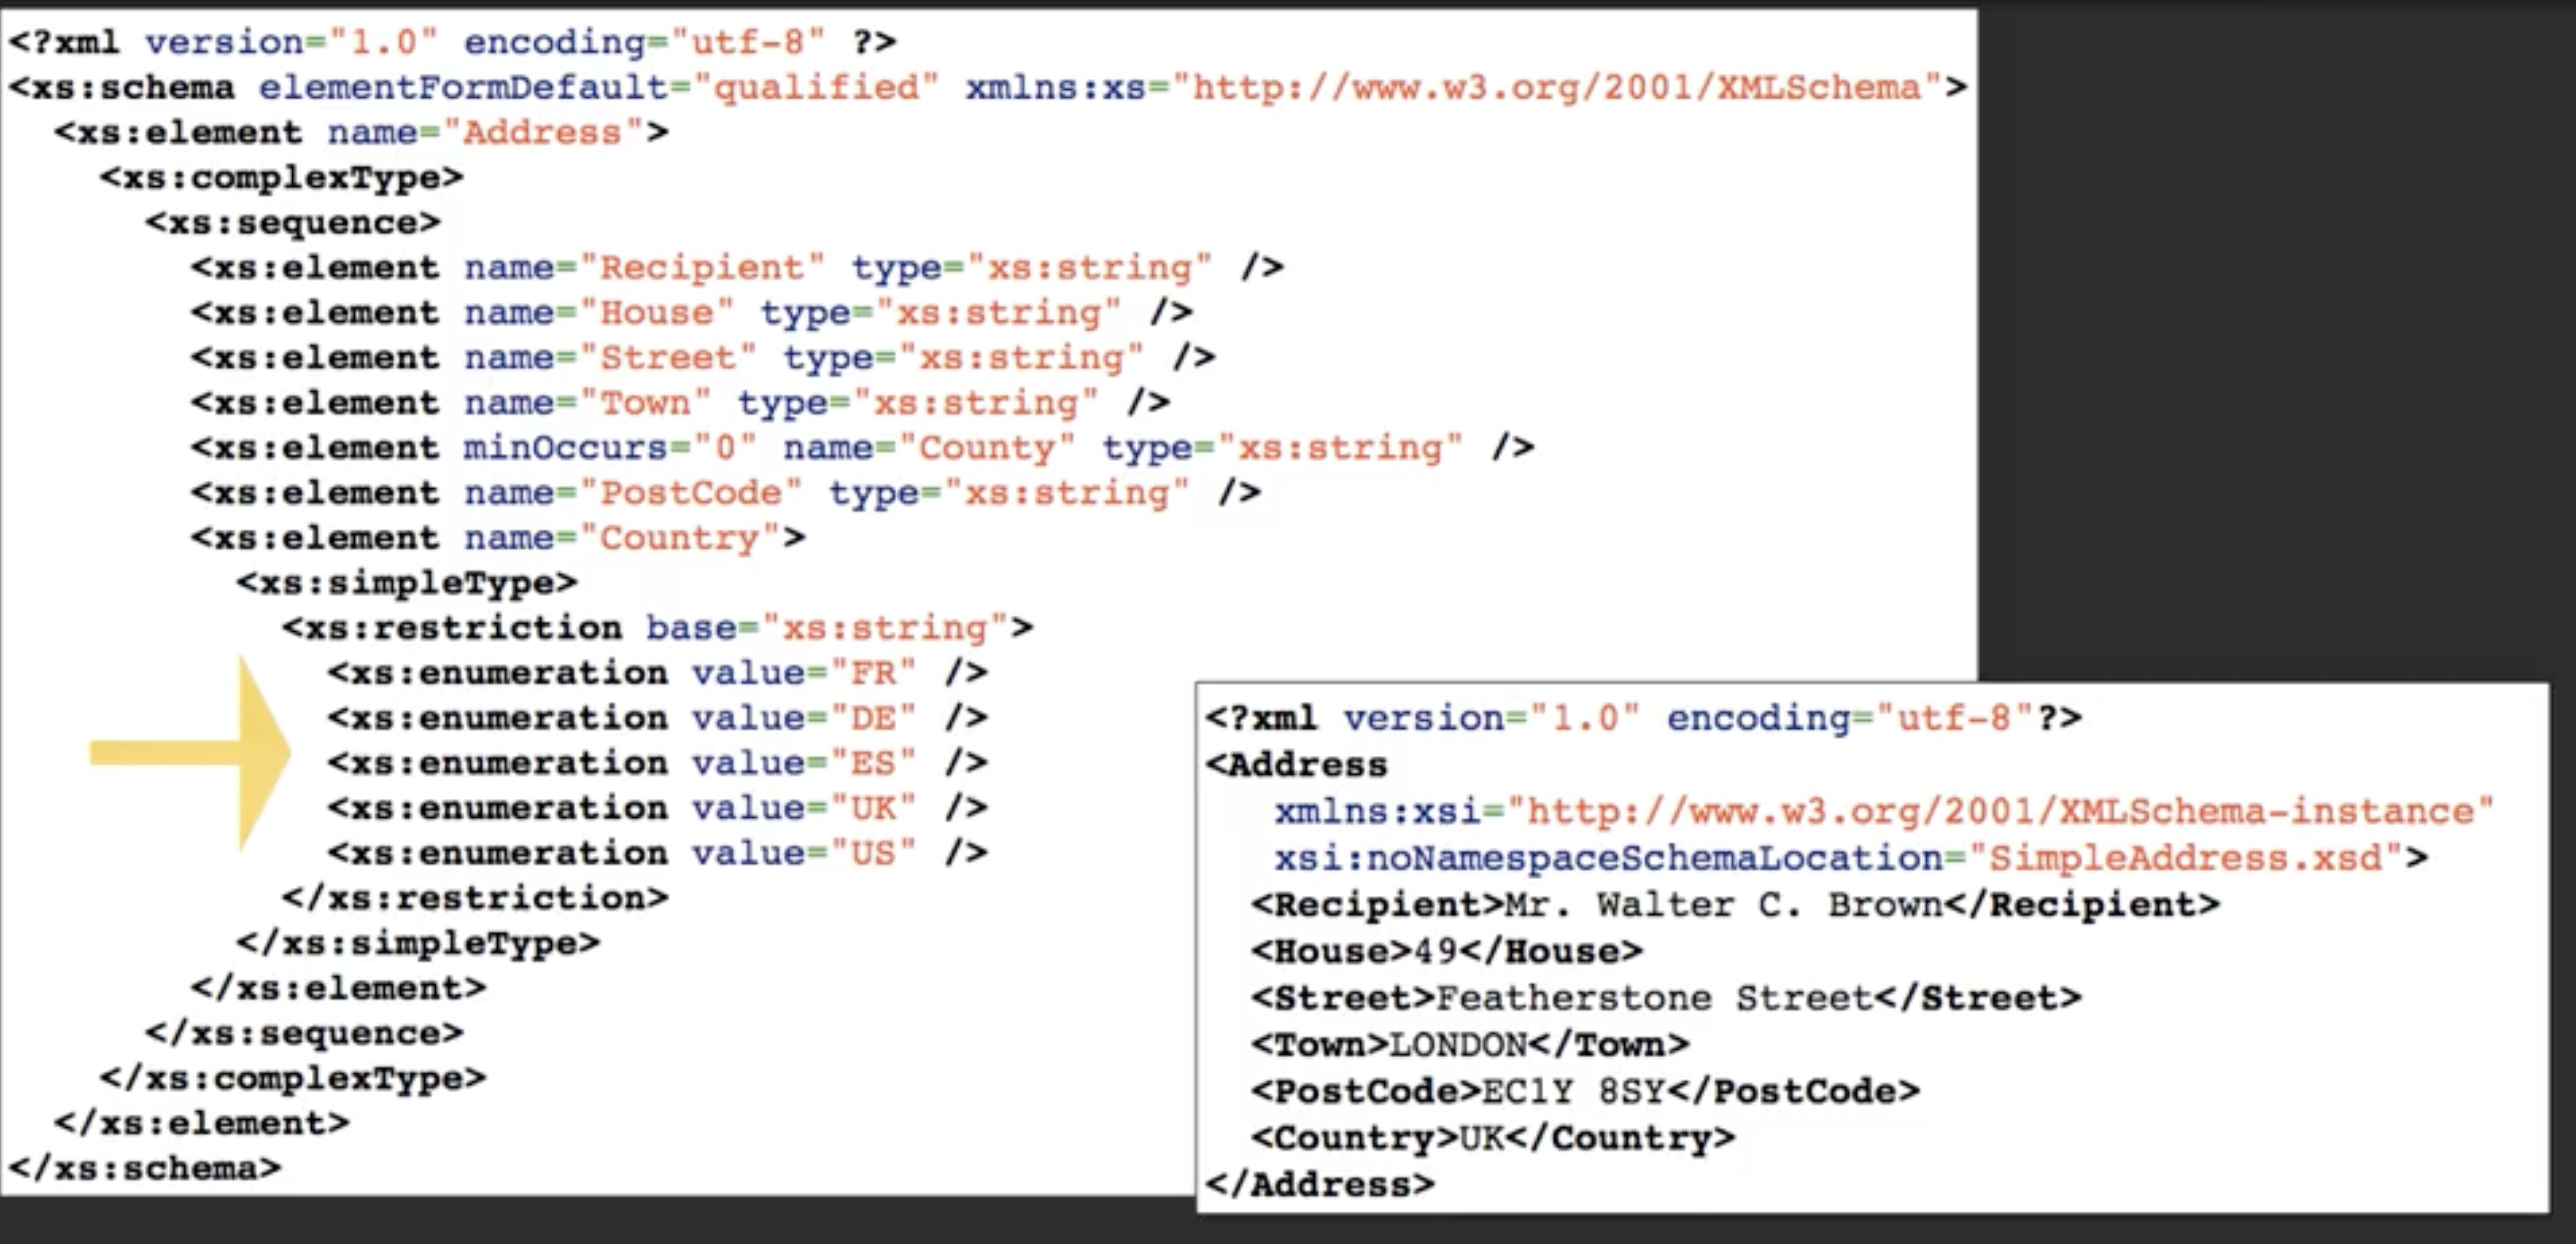 <?xml version="1.0" encoding="utf-8" ?>
<xs:schema elementFormDefault="qualified" xmlns:xs="http://www.w3.org/2001/XMLSchema">
<xs:element name="Address">
<xs:complexType>
<xs:sequence>
<xs:element name="Recipient" type="xs:string" />
<xs:element name="House" type="xs:string" />
<xs:element name="Street" type="xs:string" />
<xs:element name="Town" type="xs:string" />
<xs:element minOccurs="0" name="County" type="xs:string" />
<xs:element name="PostCode" type="xs:string" />
<xs:element name="Country">
<xs:simpleType>
<xs:restriction base="xs:string">
<xs:enumeration value="FR" />
<xs:enumeration value="DE" />
<xs:enumeration value="ES" />
<xs:enumeration value="UK" />
<xs:enumeration value="US" />
</xs:restriction>
</xs:simpleType>
</xs:element>
</xs:sequence>
</xs:complexType>
</xs:element>
</xs:schema>
<?xml version="1.0" encoding="utf-8"?>
<Address
xmlns:xsi="http://www.w3.org/2001/XMLSchema-instance"
xsi:noNamespaceSchemaLocation="SimpleAddress.xsd">
<Recipient>Mr. Walter C. Brown</Recipient>
<House>49</House>
<Street>Featherstone Street</Street>
<Town>LONDON</Town>
<PostCode>EC1Y 8SY</PostCode>
<Country>UK</Country>
</Address>